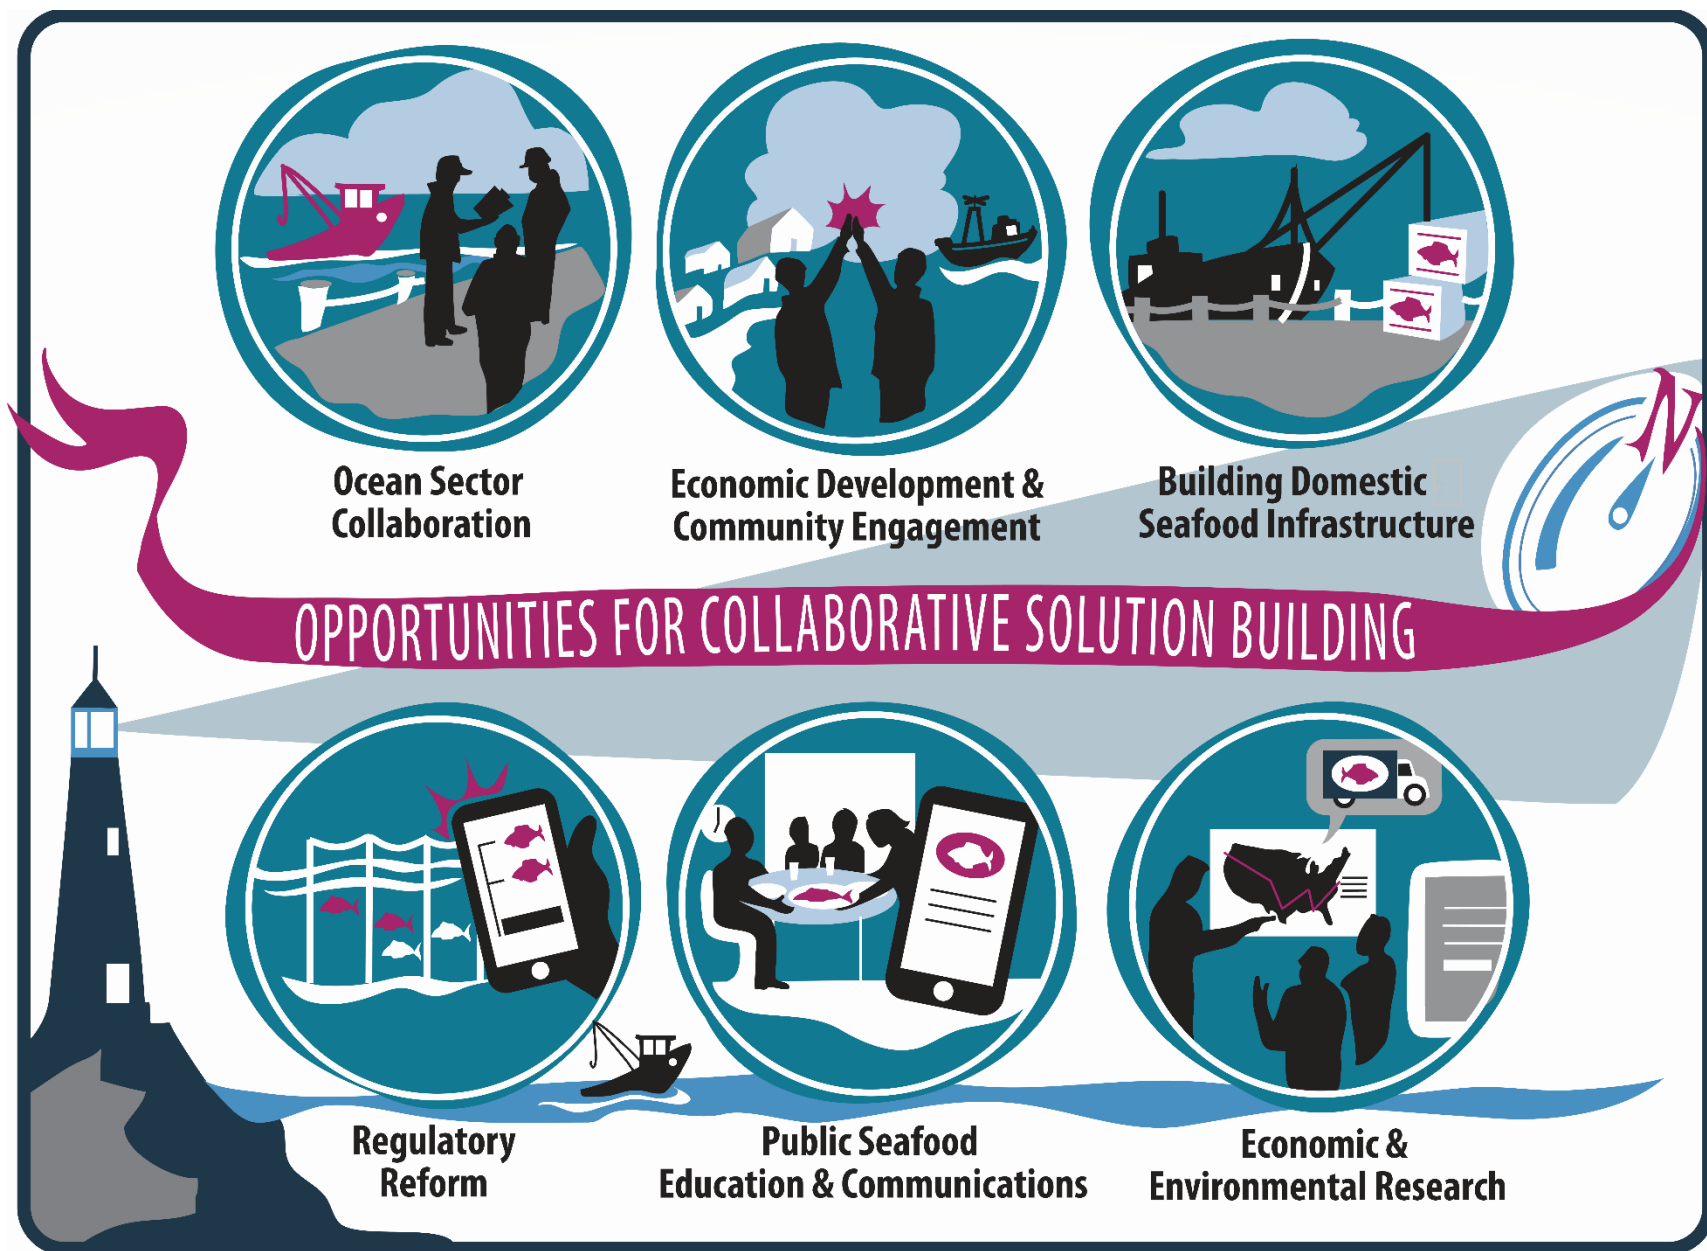 Ocean Sector
Collaboration
Economic Development &
Community Engagement
Building Domestic
Seafood Infrastructure
N
OPPORTUNITIES FOR COLLABORATIVE SOLUTION BUILDING
Regulatory
Reform
Public Seafood
Education & Communications
Economic &
Environmental Research